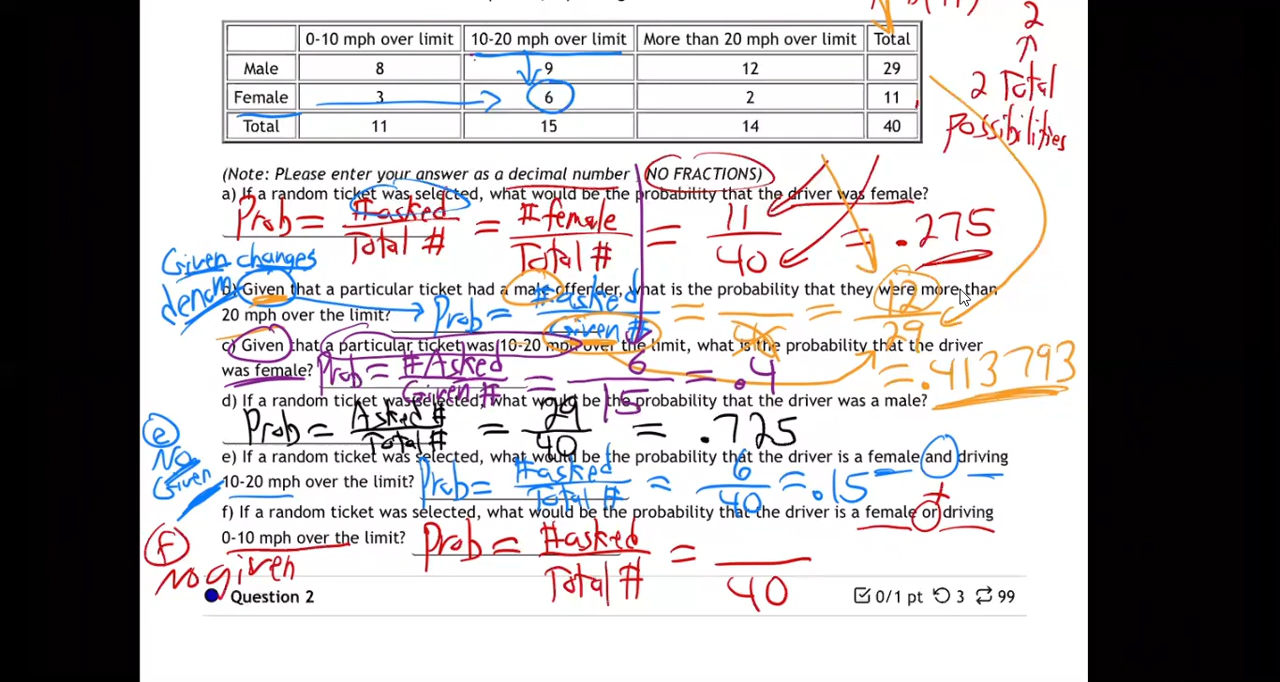 2
↑
2 Total
possibilities
0-10 mph over limit 10-20 mph over limit More than 20 mph over limit Total
Male 8 9 12 29
Female 3 6 2 11
Total 11 15 14 40
(Note: PLease enter your answer as a decimal number NO FRACTIONS)
a) If a random ticket was selected, what would be the probability that the driver was female?
Prob = #asked / Total # = #female / Total # = 11 / 40 = .275
Given changes
denom
b) Given that a particular ticket had a male offender, what is the probability that they were more than
20 mph over the limit?
Prob = #asked / Given # = = 12 / 29
= .413793
c) Given that a particular ticket was 10-20 mph over the limit, what is the probability that the driver
was female?
Prob = #Asked / Given # = 6 / 15 = .4
d) If a random ticket was selected, what would be the probability that the driver was a male?
Prob = Asked # / Total # = 29 / 40 = .725
e
No
Given
e) If a random ticket was selected, what would be the probability that the driver is a female and driving
10-20 mph over the limit?
Prob = #asked / Total # = 6 / 40 = .15
f) If a random ticket was selected, what would be the probability that the driver is a female or driving
+
0-10 mph over the limit?
f
No given
Prob = #asked / Total # = / 40
Question 2
0/1 pt 3 99